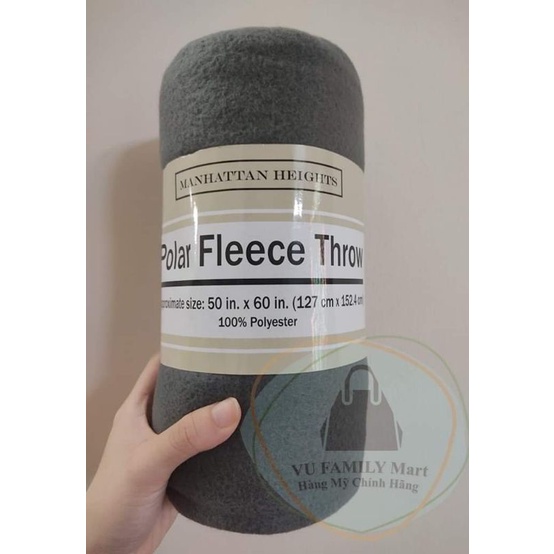 MANHATTAN HEIGHTS
Polar Fleece Throw
size: 50 in. x 60 in. (127 cm x 152.4 cm
100% Polyester
VU FAMILY Mart
Hàng Mỹ Chính Hãng